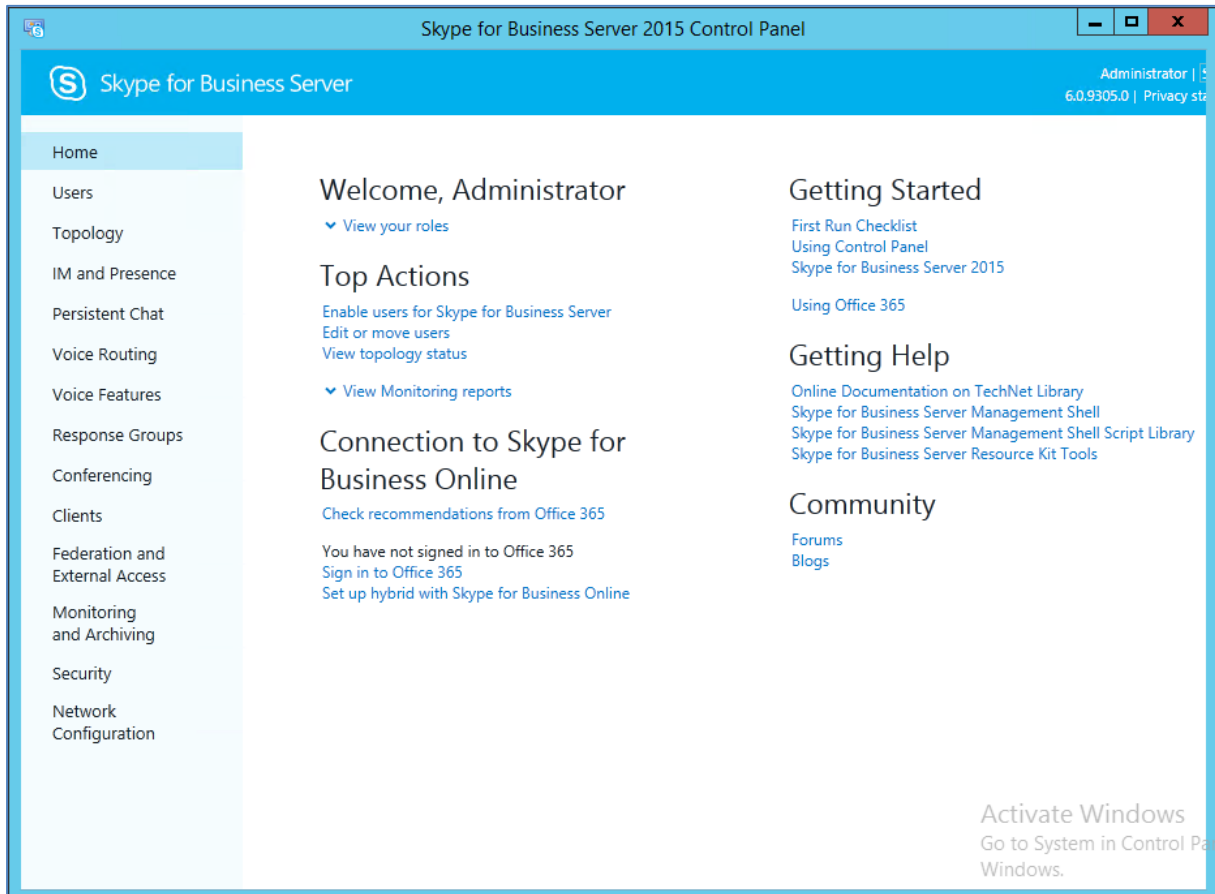 Skype for Business Server 2015 Control Panel
Skype for Business Server
Administrator |
6.0.9305.0 | Privacy
Home
Users
Topology
IM and Presence
Persistent Chat
Voice Routing
Voice Features
Response Groups
Conferencing
Clients
Federation and
External Access
Monitoring
and Archiving
Security
Network
Configuration
Welcome, Administrator
View your roles
Top Actions
Enable users for Skype for Business Server
Edit or move users
View topology status
View Monitoring reports
Connection to Skype for
Business Online
Check recommendations from Office 365
You have not signed in to Office 365
Sign in to Office 365
Set up hybrid with Skype for Business Online
Getting Started
First Run Checklist
Using Control Panel
Skype for Business Server 2015
Using Office 365
Getting Help
Online Documentation on TechNet Library
Skype for Business Server Management Shell
Skype for Business Server Management Shell Script Library
Skype for Business Server Resource Kit Tools
Community
Forums
Blogs
Activate Windows
Go to System in Control
Windows.